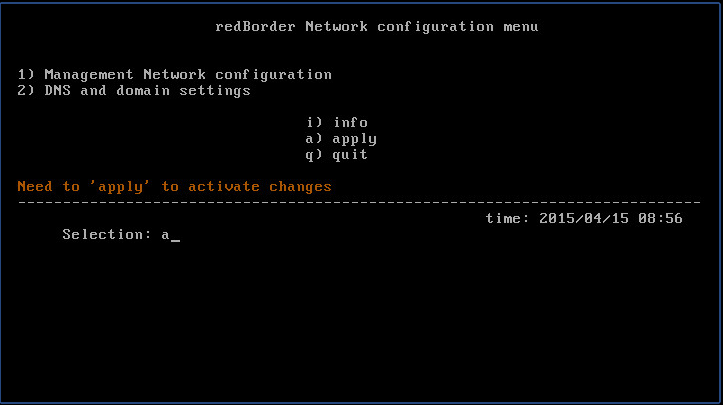 redBorder Network configuration menu
1) Management Network configuration
2) DNS and domain settings
i) info
a) apply
q) quit
Need to 'apply' to activate changes
----------------------------------------------------------------------------
time: 2015/04/15 08:56
Selection: a_